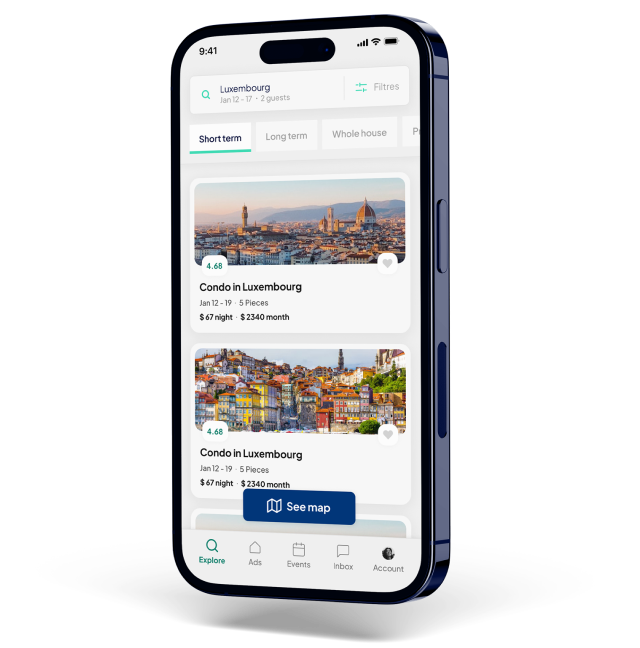 9:41
Luxembourg
Jan 12 - 17 · 2 guests
Filtres
Short term
Long term
Whole house
4.68
Condo in Luxembourg
Jan 12 - 19 · 5 Pieces
$ 67 night · $ 2340 month
4.68
Condo in Luxembourg
Jan 12 - 19 · 5 Pieces
$ 67 night · $ 2340 month
See map
Explore
Ads
Events
Inbox
Account